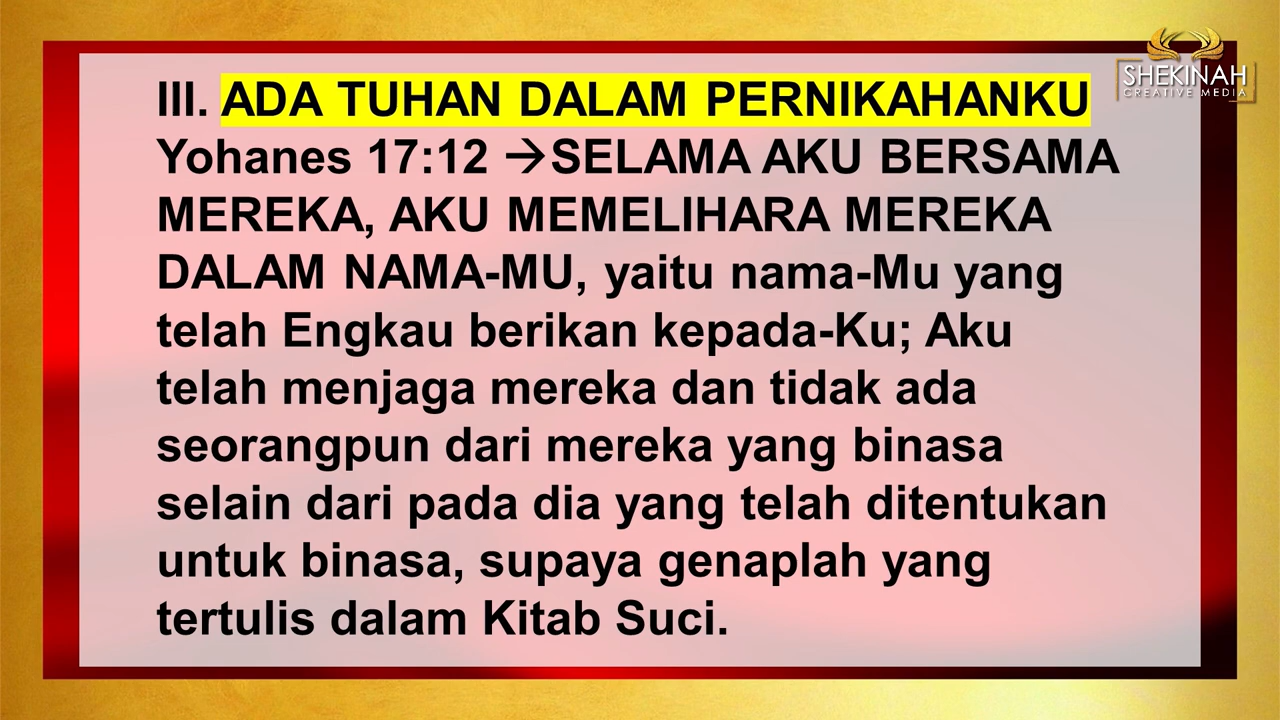 SHEKINAH
CREATIVE MEDIA
III. ADA TUHAN DALAM PERNIKAHANKU
Yohanes 17:12 →SELAMA AKU BERSAMA
MEREKA, AKU MEMELIHARA MEREKA
DALAM NAMA-MU, yaitu nama-Mu yang
telah Engkau berikan kepada-Ku; Aku
telah menjaga mereka dan tidak ada
seorangpun dari mereka yang binasa
selain dari pada dia yang telah ditentukan
untuk binasa, supaya genaplah yang
tertulis dalam Kitab Suci.